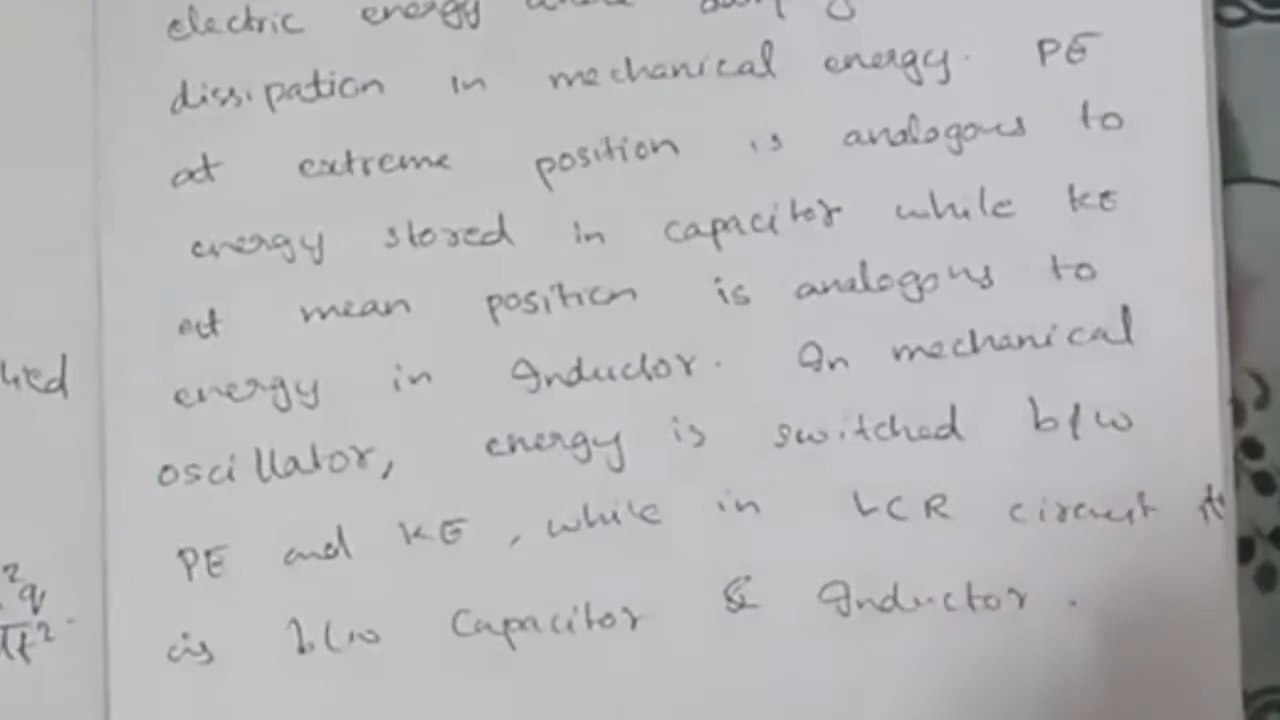 electric energy
dissipation in mechanical energy. PE
at extreme position is analogous to
energy stored in capacitor while KE
at mean position is analogous to
energy in Inductor. In mechanical
oscillator, energy is switched b/w
PE and KE, while in LCR circuit it
is b/w Capacitor & Inductor.